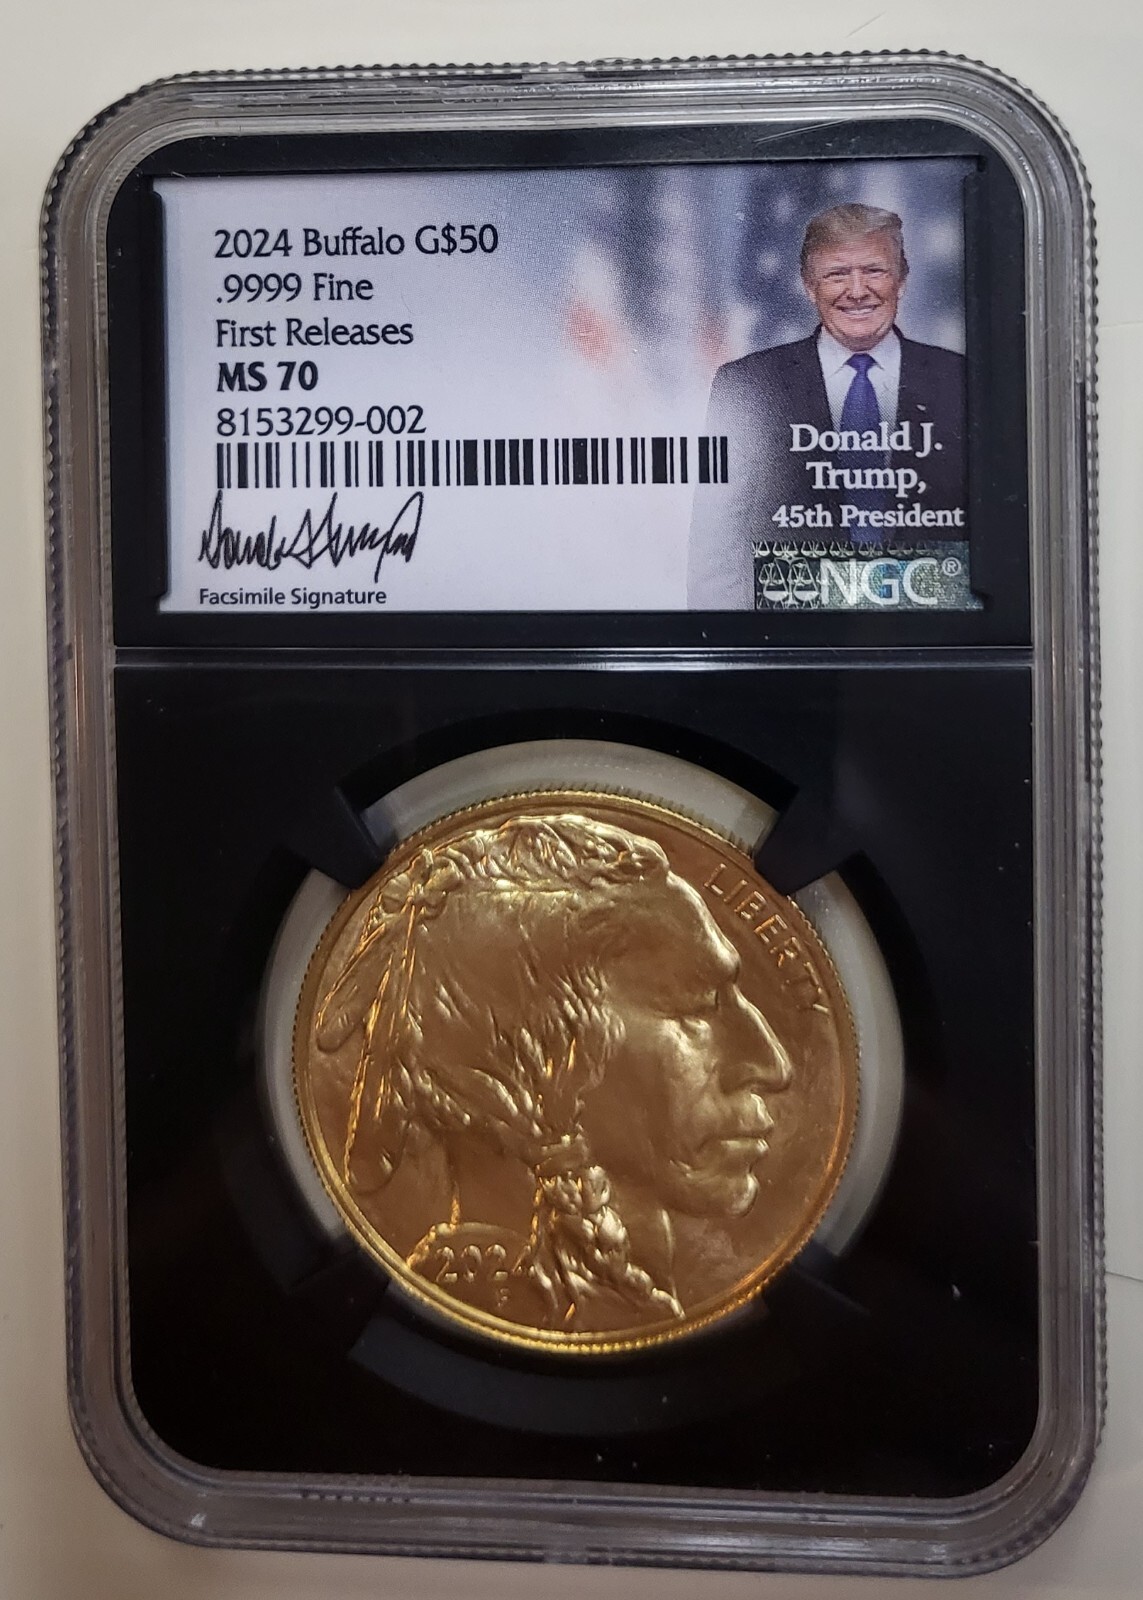 2024 Buffalo G$50
.9999 Fine
First Releases
MS 70
8153299-002
Donald J.
Trump,
45th President
NGC®
Facsimile Signature
LIBERTY
2024
F